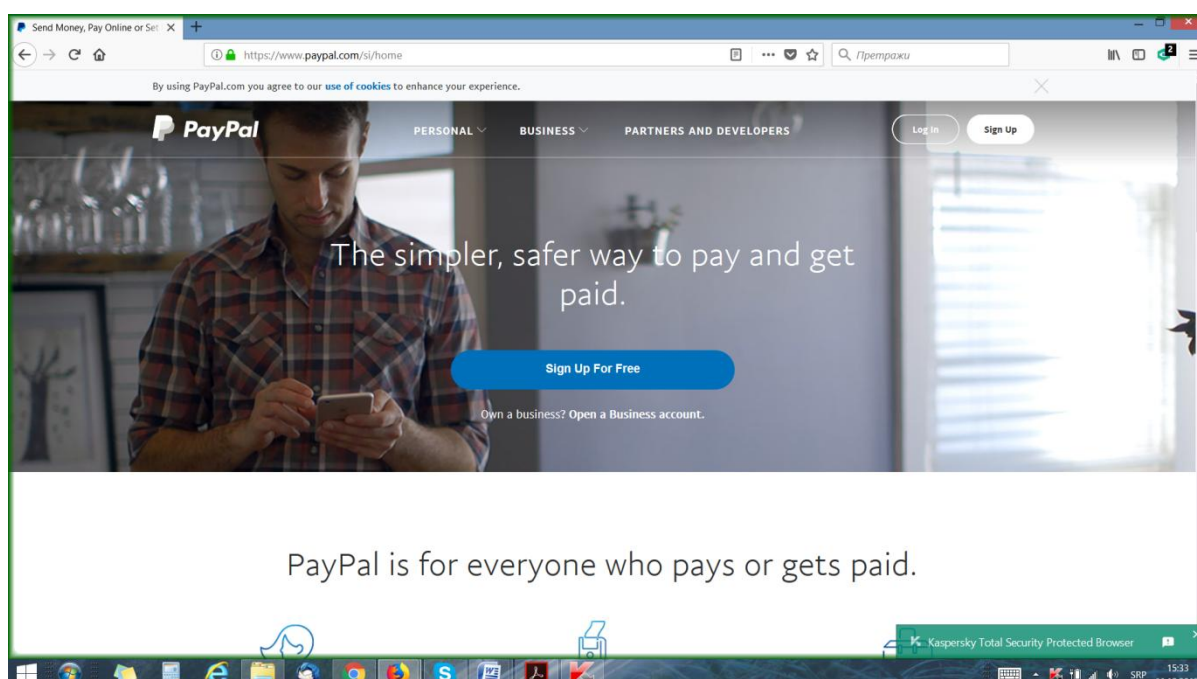 Send Money, Pay Online or Set
https://www.paypal.com/si/home
Претражи
2
By using PayPal.com you agree to our use of cookies to enhance your experience.
PayPal
PERSONAL
BUSINESS
PARTNERS AND DEVELOPERS
Log In
Sign Up
The simpler, safer way to pay and get
paid.
Sign Up For Free
Own a business? Open a Business account.
PayPal is for everyone who pays or gets paid.
Kaspersky Total Security Protected Browser
SRP
15:33